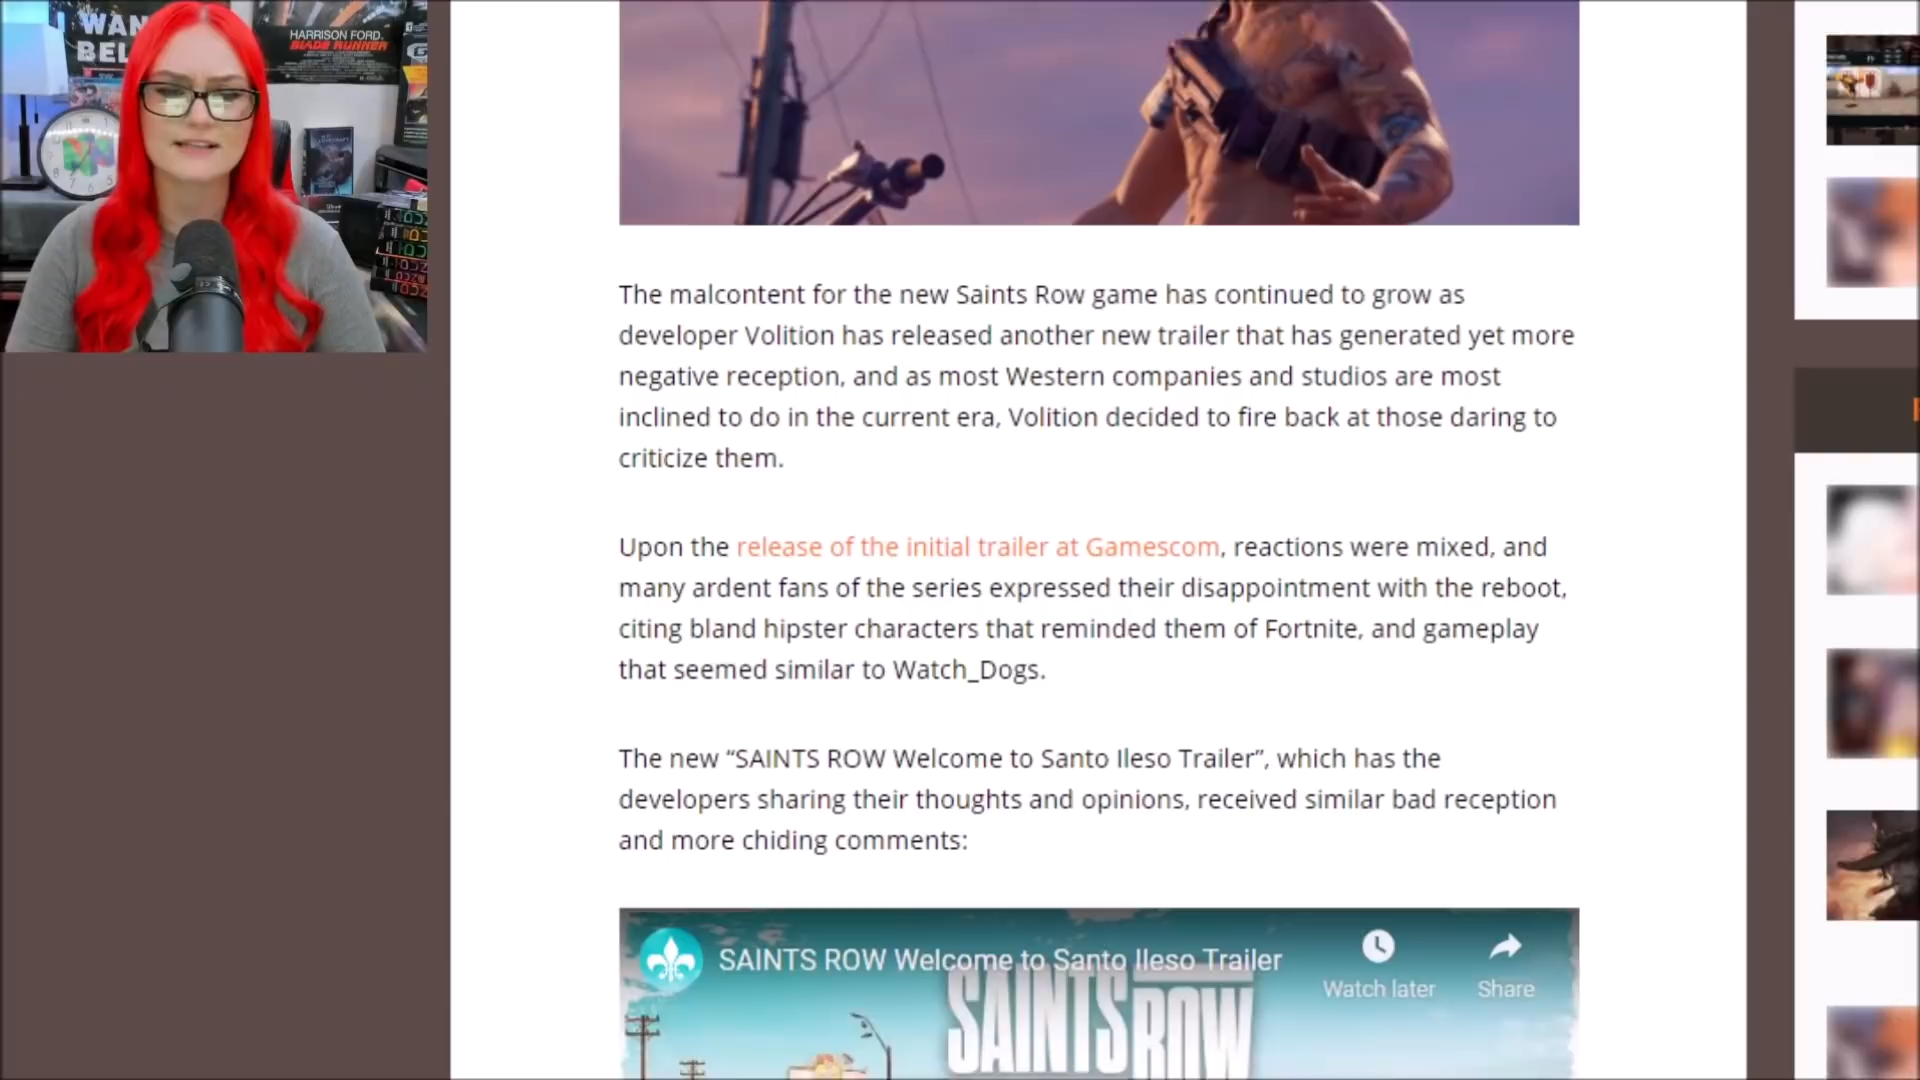 WAN
BEL
HARRISON FORD.
BLADE RUNNER
The malcontent for the new Saints Row game has continued to grow as
developer Volition has released another new trailer that has generated yet more
negative reception, and as most Western companies and studios are most
inclined to do in the current era, Volition decided to fire back at those daring to
criticize them.
Upon the release of the initial trailer at Gamescom, reactions were mixed, and
many ardent fans of the series expressed their disappointment with the reboot,
citing bland hipster characters that reminded them of Fortnite, and gameplay
that seemed similar to Watch_Dogs.
The new “SAINTS ROW Welcome to Santo Ileso Trailer”, which has the
developers sharing their thoughts and opinions, received similar bad reception
and more chiding comments:
SAINTS ROW Welcome to Santo Ileso Trailer
Watch later
Share
SAINTS ROW